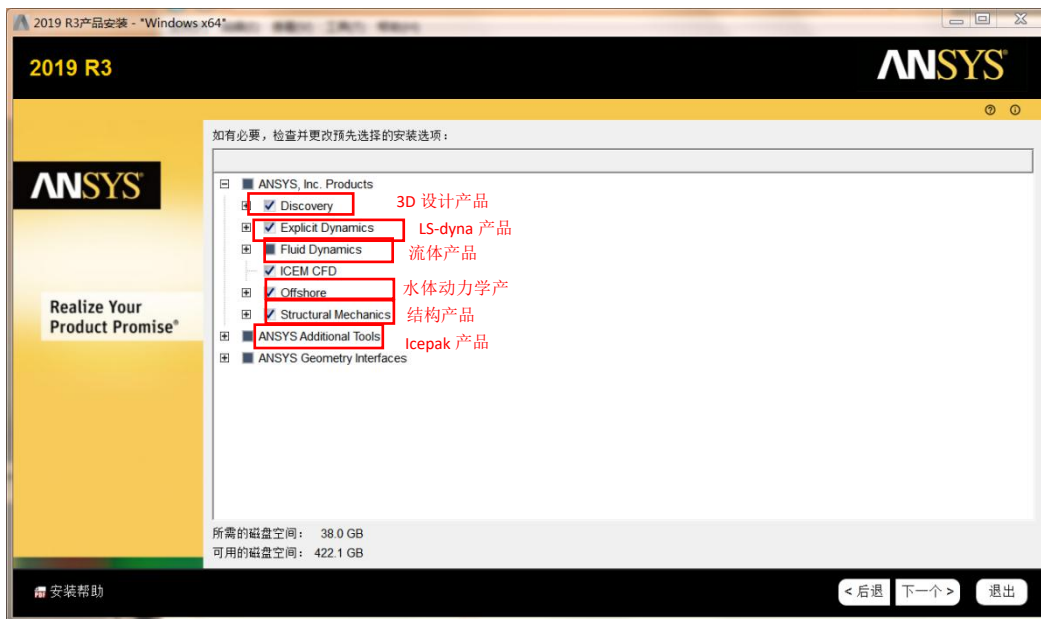 2019 R3产品安装 - "Windows x64"
2019 R3
ANSYS
如有必要，检查并更改预先选择的安装选项：
ANSYS
ANSYS, Inc. Products
Discovery
3D 设计产品
Explicit Dynamics
LS-dyna 产品
Fluid Dynamics
流体产品
ICEM CFD
Offshore
水体动力学产
Structural Mechanics
结构产品
ANSYS Additional Tools
Icepak 产品
ANSYS Geometry Interfaces
Realize Your
Product Promise®
所需的磁盘空间： 38.0 GB
可用的磁盘空间： 422.1 GB
安装帮助
< 后退
下一个 >
退出